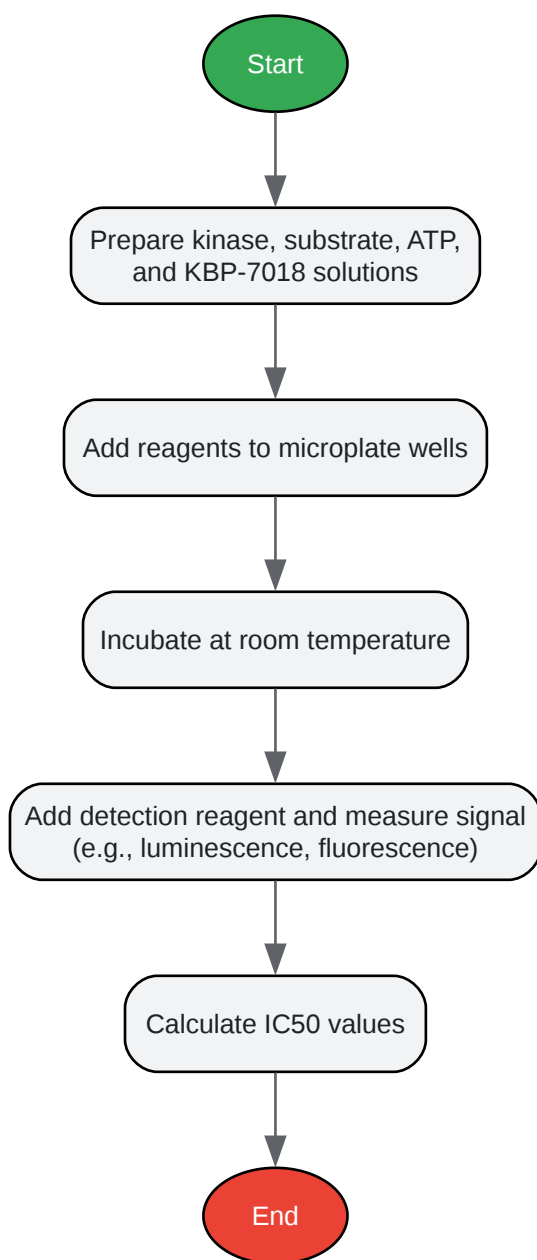 Start
Prepare kinase, substrate, ATP,
and KBP-7018 solutions
Add reagents to microplate wells
Incubate at room temperature
Add detection reagent and measure signal
(e.g., luminescence, fluorescence)
Calculate IC50 values
End